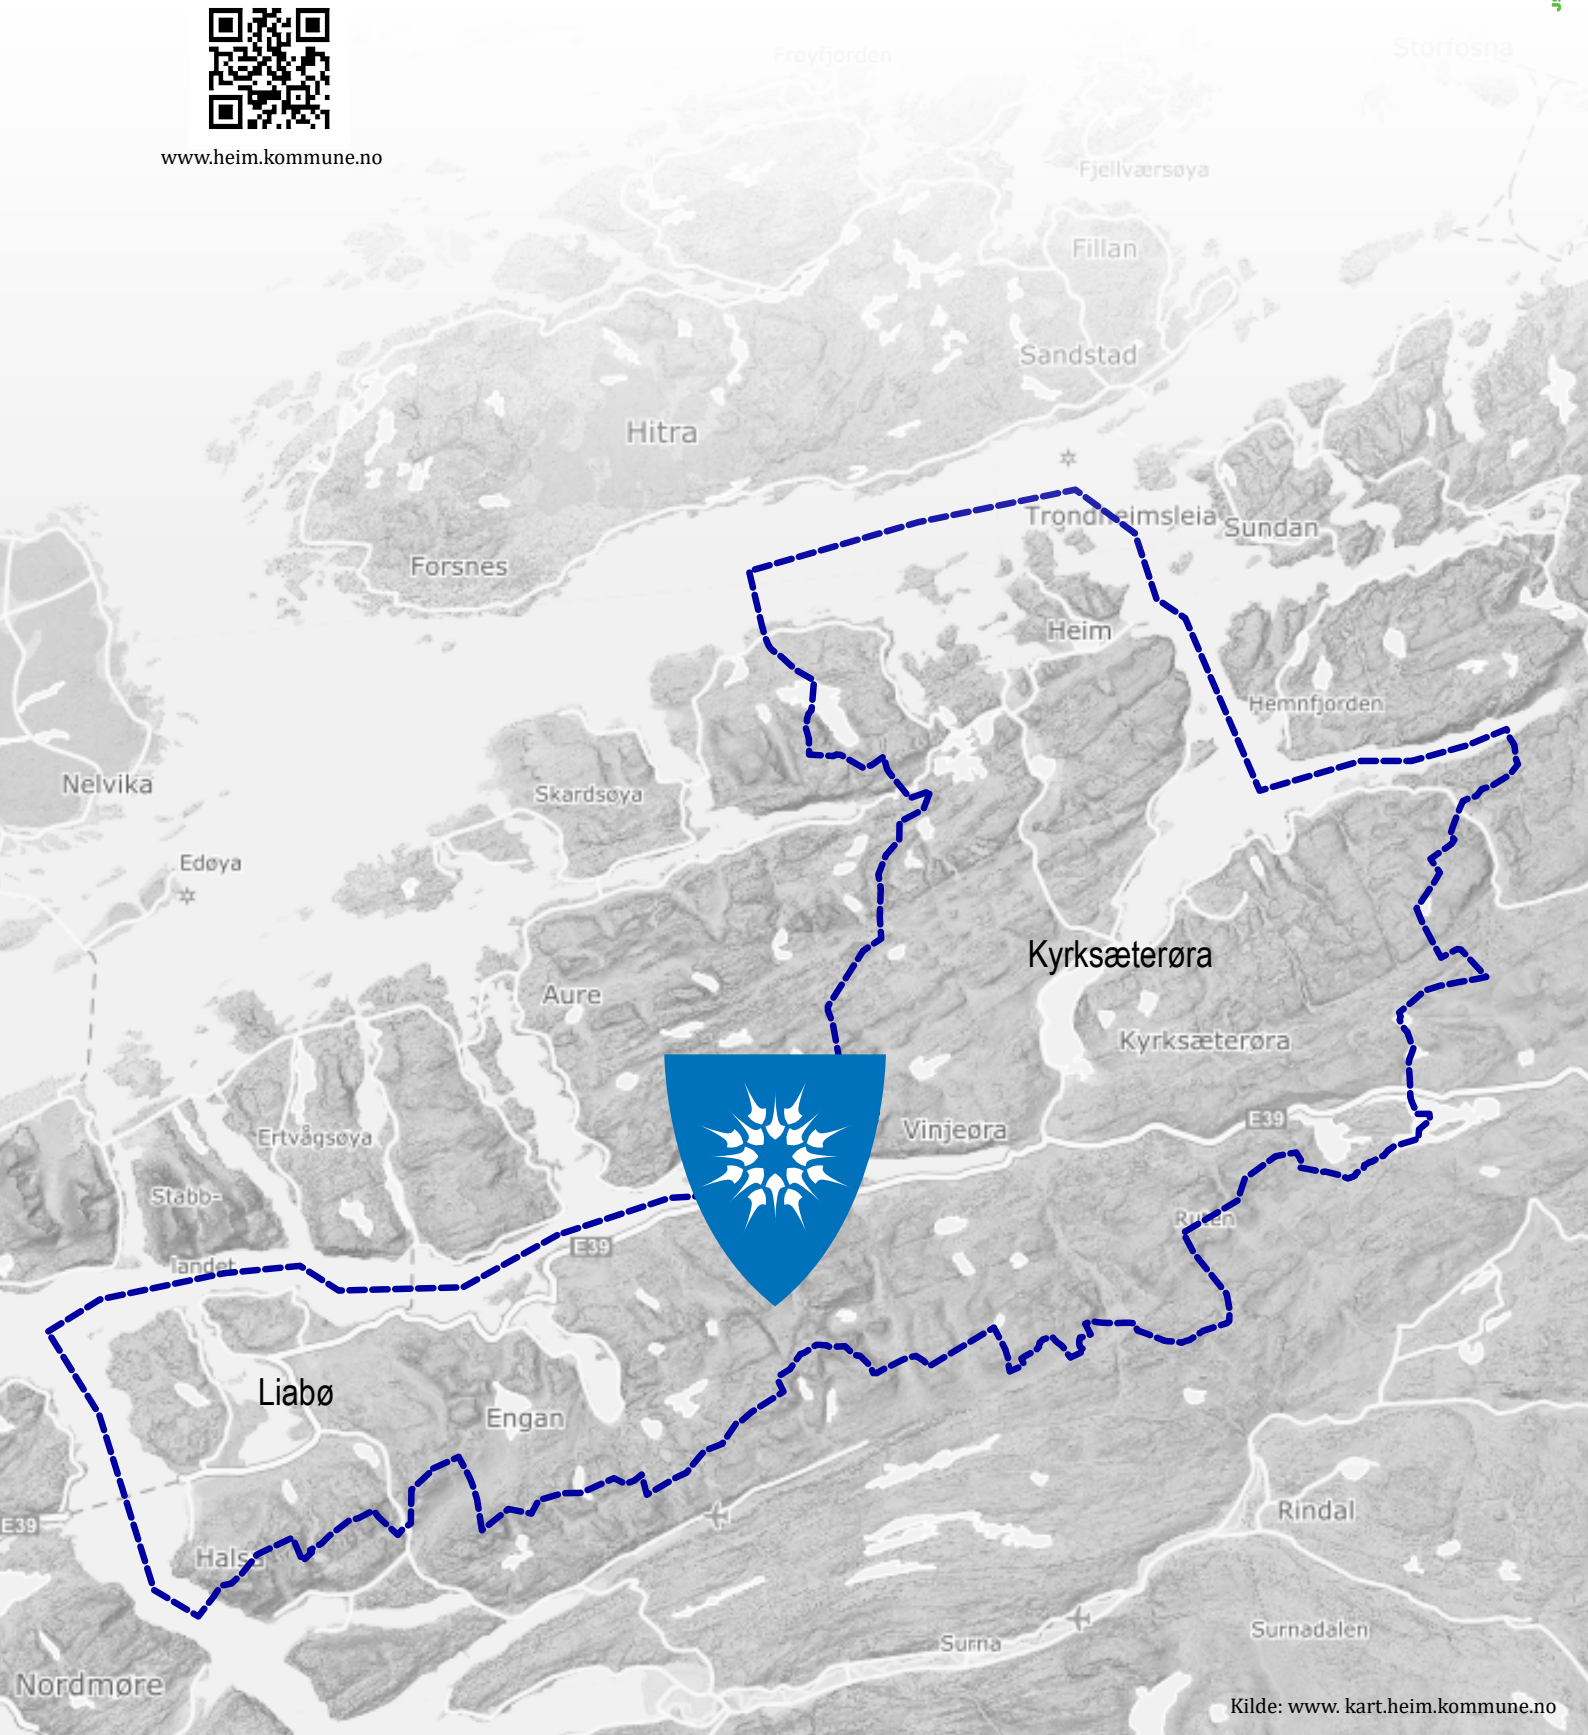 Frøyfjorden
Storfosna
www.heim.kommune.no
Fjellværsøya
Fillan
Sandstad
Hitra
Trondheimsleia
Sundan
Forsnes
Heim
Hemnfjorden
Nelvika
Skardsøya
Edøya
Kyrksæterøra
Aure
Kyrksæterøra
E39
Vinjeøra
Ertvågsøya
Stabb-
landet
Ruten
E39
Liabø
Engan
E39
Rindal
Halsa
Surna
Surnadalen
Nordmøre
Kilde: www. kart.heim.kommune.no